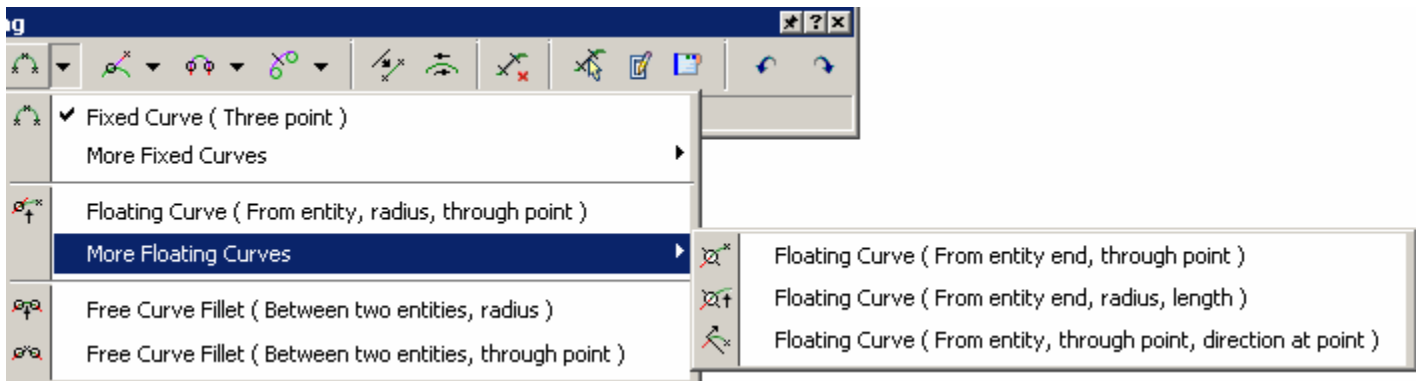 ng
Fixed Curve ( Three point )
More Fixed Curves
Floating Curve ( From entity, radius, through point )
More Floating Curves
Floating Curve ( From entity end, through point )
Floating Curve ( From entity end, radius, length )
Floating Curve ( From entity, through point, direction at point )
Free Curve Fillet ( Between two entities, radius )
Free Curve Fillet ( Between two entities, through point )